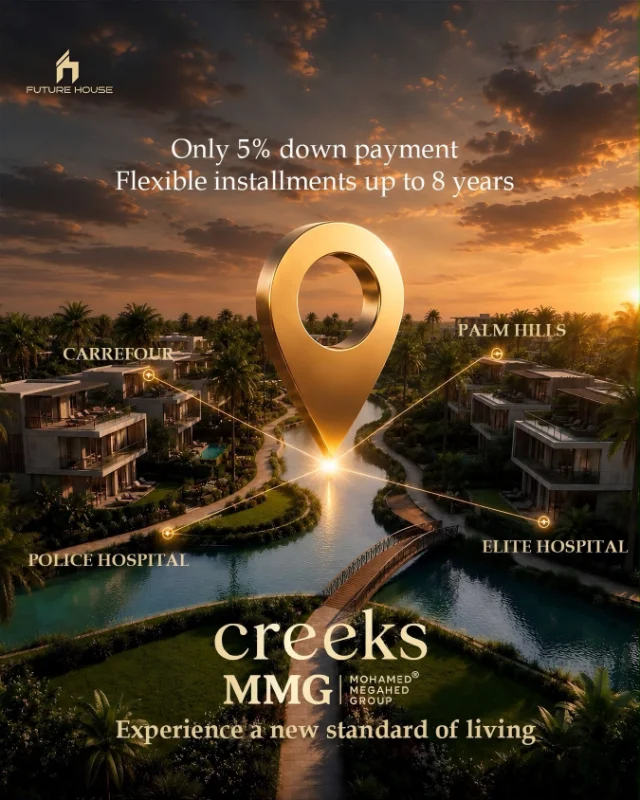 FUTURE HOUSE
Only 5% down payment
Flexible installments up to 8 years
PALM HILLS
CARREFOUR
ELITE HOSPITAL
POLICE HOSPITAL
creeks
MMG | MOHAMED®
MEGAHED
GROUP
Experience a new standard of living